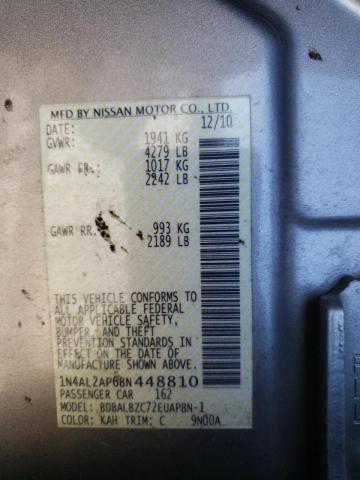 MFD BY NISSAN MOTOR CO., LTD.
DATE: 12/10
GVWR: 1941 KG
4279 LB
GAWR FR: 1017 KG
2242 LB
GAWR RR: 993 KG
2189 LB
THIS VEHICLE CONFORMS TO
ALL APPLICABLE FEDERAL
MOTOR VEHICLE SAFETY,
BUMPER, AND THEFT
PREVENTION STANDARDS
IN EFFECT ON THE DATE OF
MANUFACTURE SHOWN ABOVE.
1N4AL2AP6BN448810
PASSENGER CAR 162
MODEL: BDBALBZC72EUAPBN-1
COLOR: KAH TRIM: C 9N00A